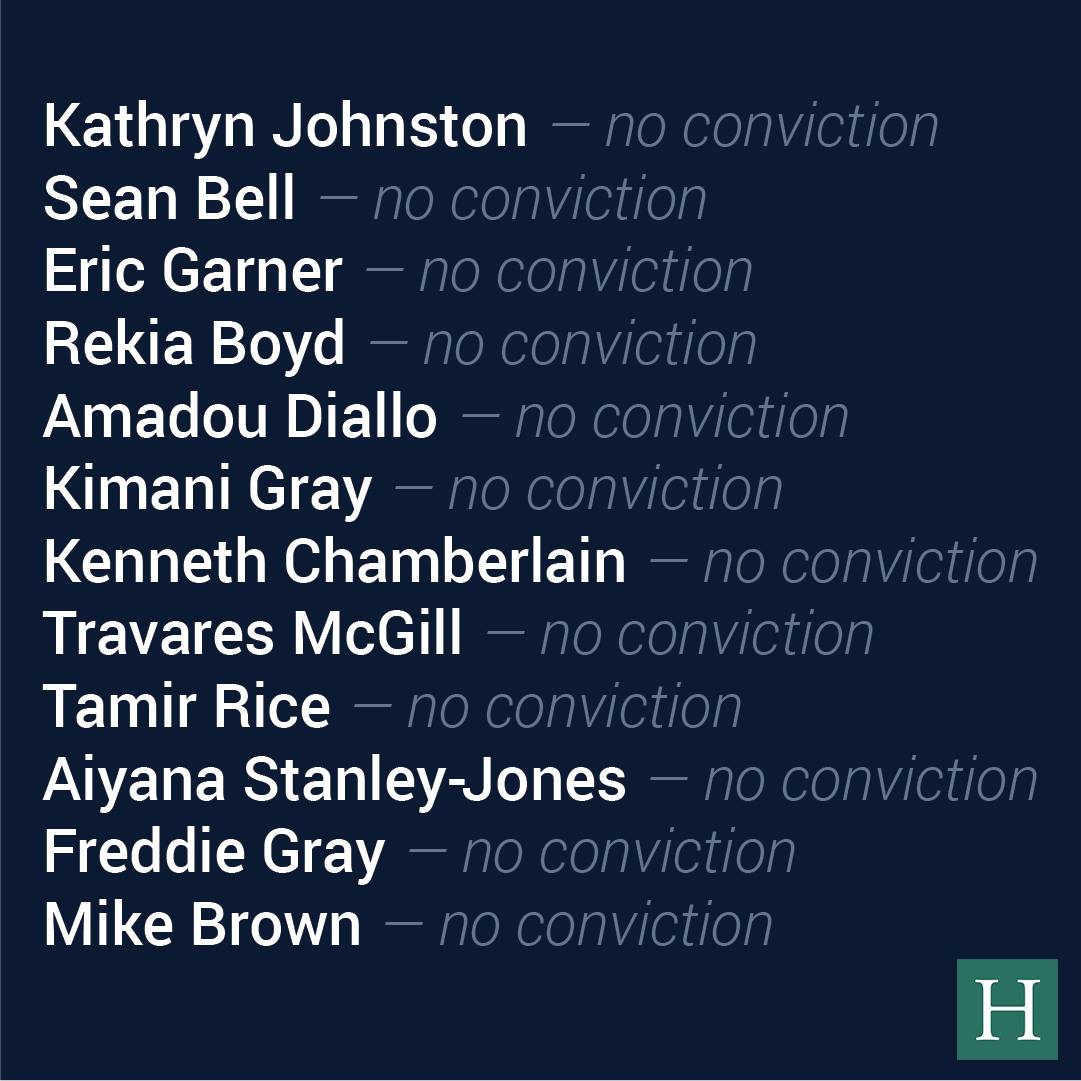 Kathryn Johnston – no conviction
Sean Bell – no conviction
Eric Garner – no conviction
Rekia Boyd – no conviction
Amadou Diallo – no conviction
Kimani Gray – no conviction
Kenneth Chamberlain – no conviction
Travares McGill – no conviction
Tamir Rice – no conviction
Aiyana Stanley-Jones – no conviction
Freddie Gray – no conviction
Mike Brown – no conviction
H